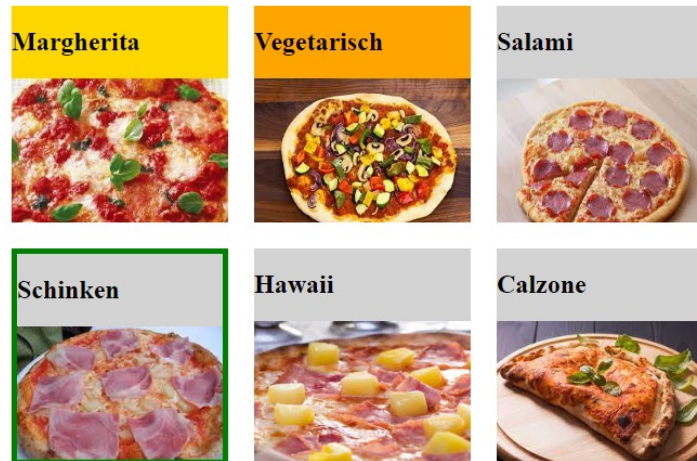 Margherita
Vegetarisch
Salami
Schinken
Hawaii
Calzone